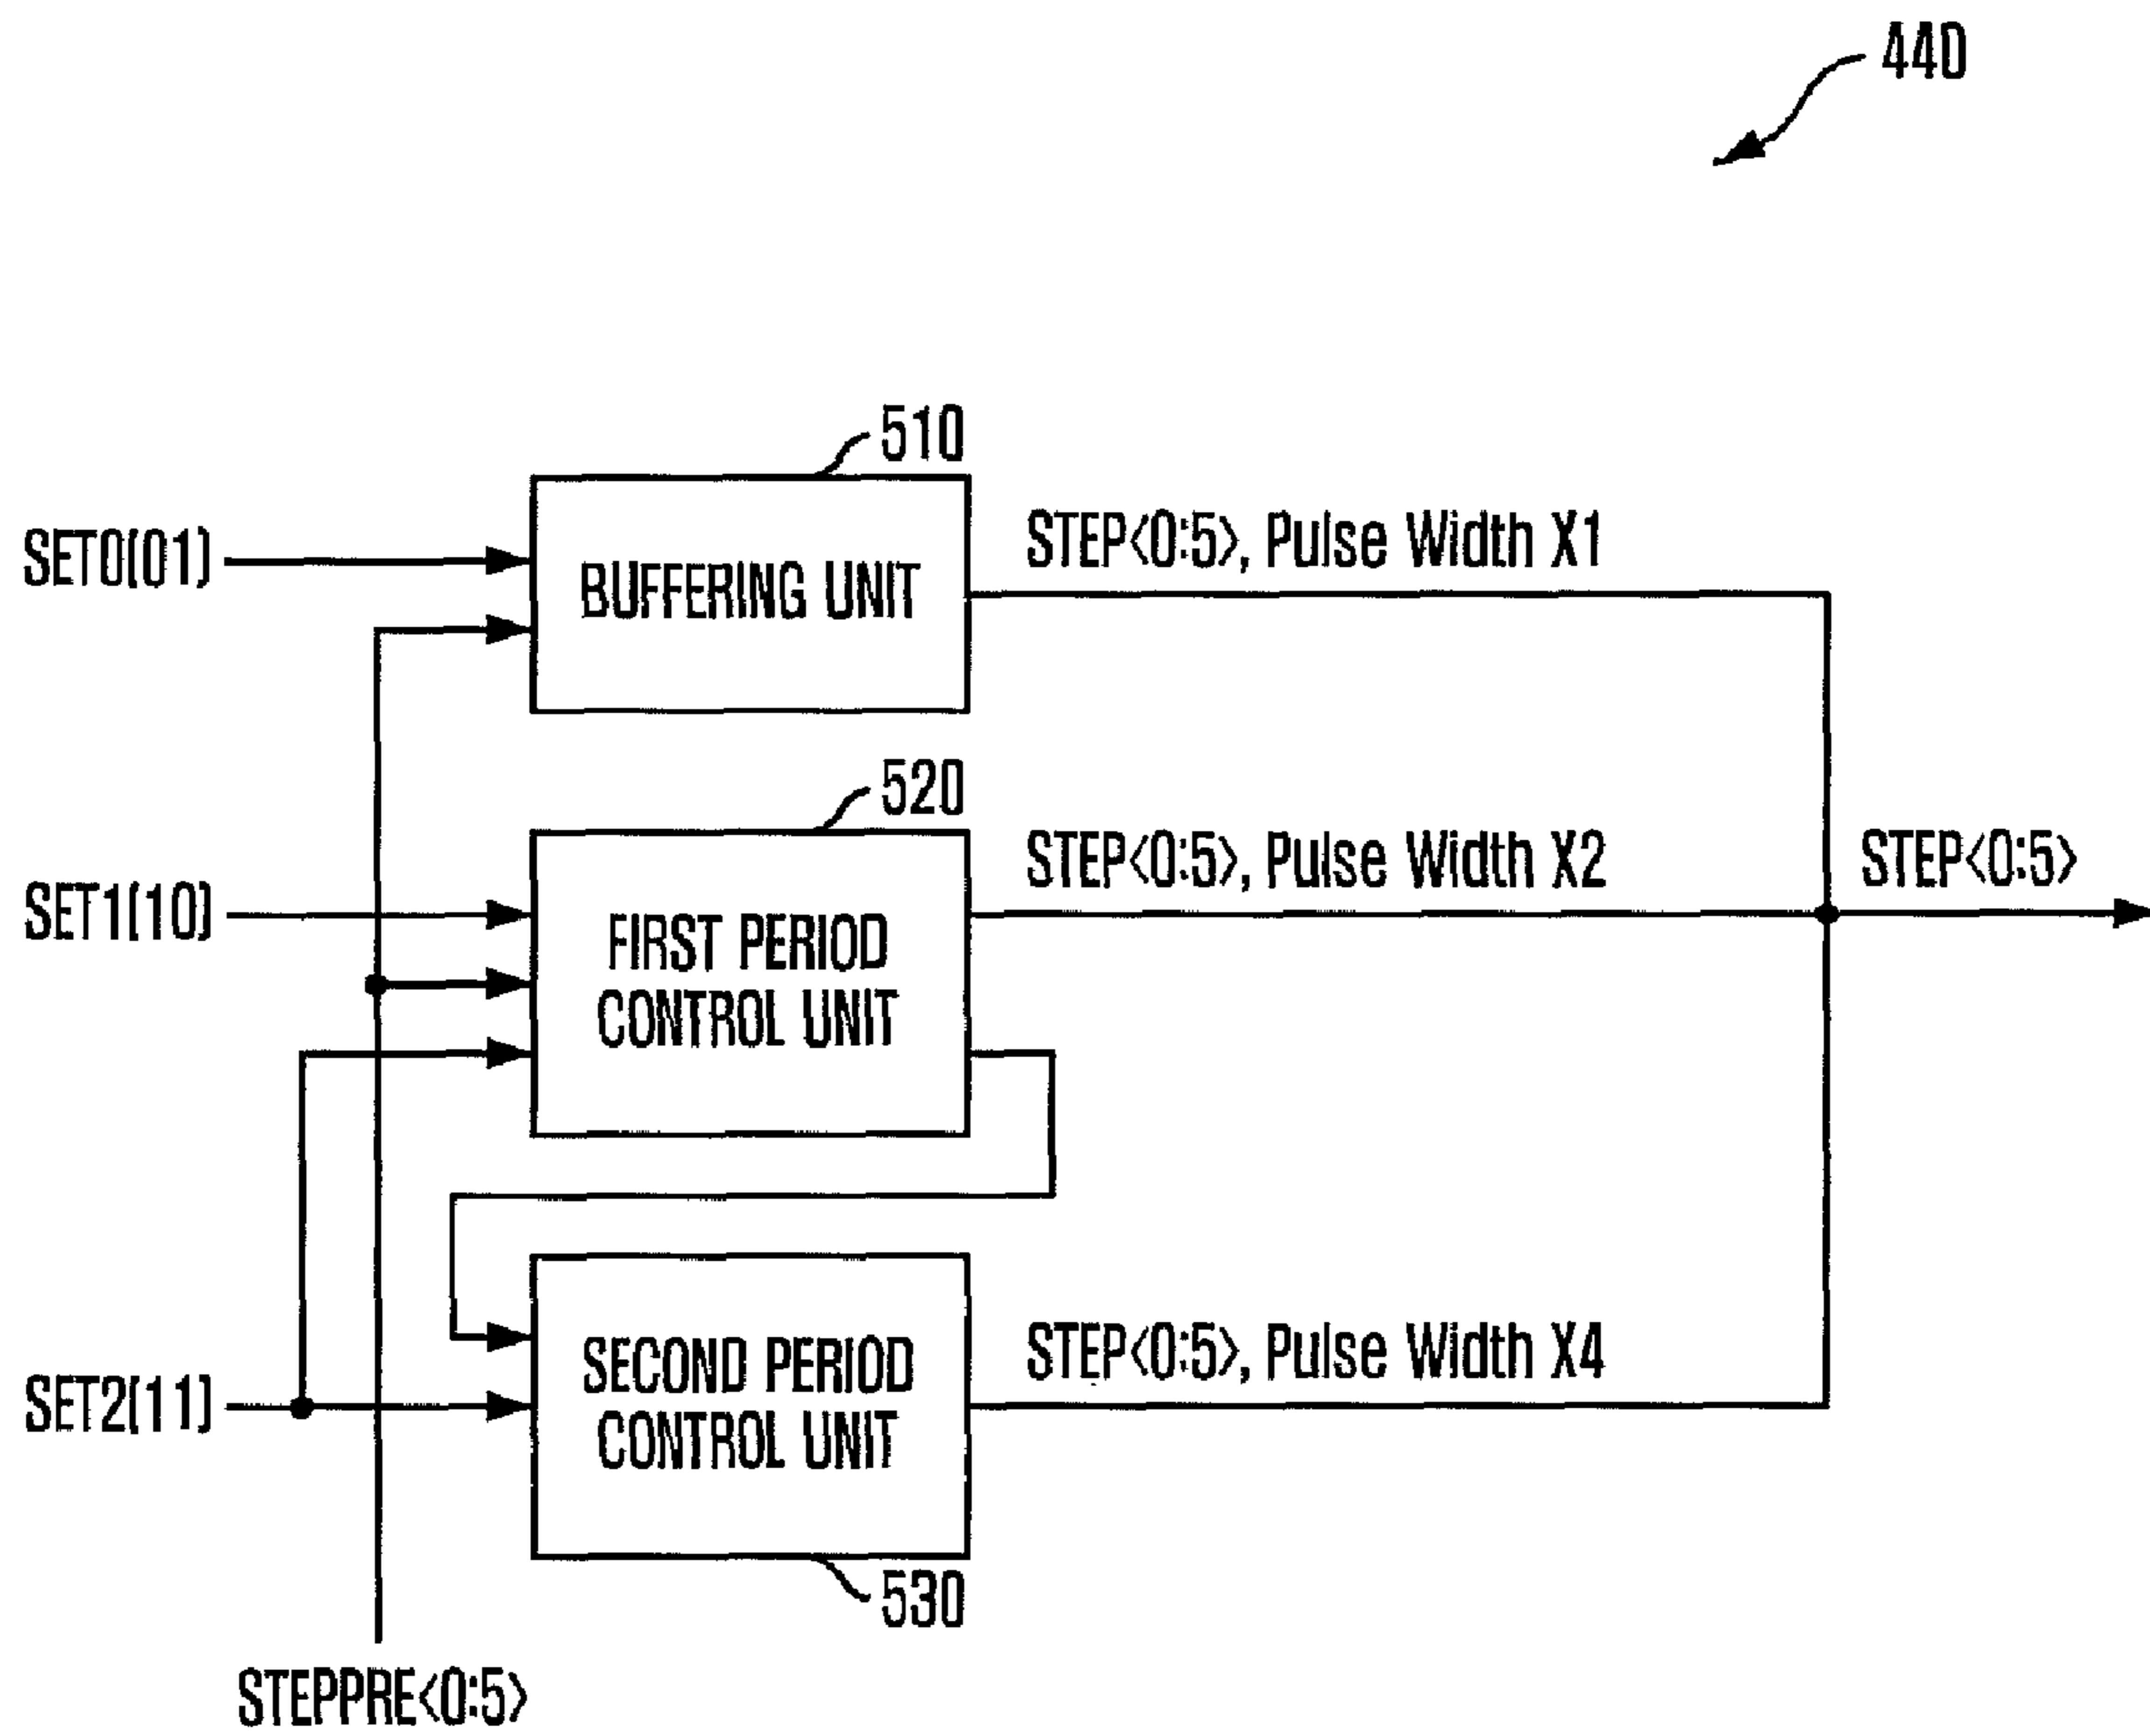 440
510
SET0(01)
BUFFERING UNIT
STEP<0:5>, Pulse Width X1
520
SET1(10)
FIRST PERIOD
CONTROL UNIT
STEP<0:5>, Pulse Width X2
STEP<0:5>
SET2(11)
SECOND PERIOD
CONTROL UNIT
STEP<0:5>, Pulse Width X4
530
STEPPRE<0:5>